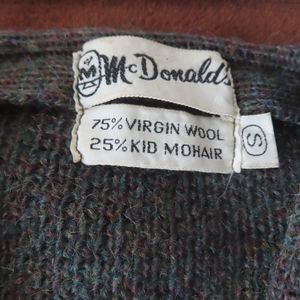 McDonald's
75% VIRGIN WOOL
25% KID MOHAIR
S